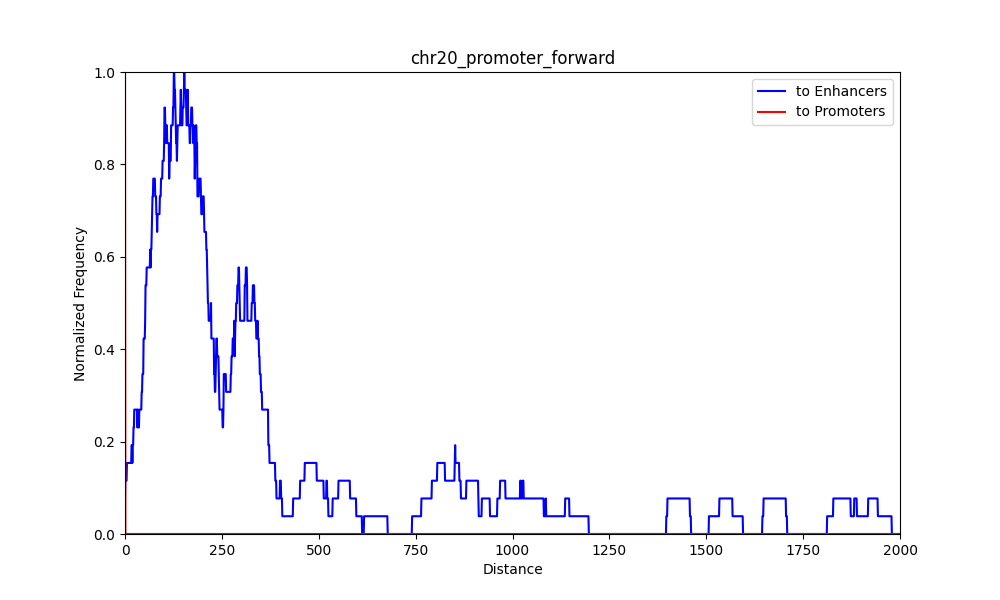 chr20_promoter_forward
Normalized Frequency
1.0
0.8
0.6
0.4
0.2
0.0
to Enhancers
to Promoters
0 250 500 750 1000 1250 1500 1750 2000
Distance